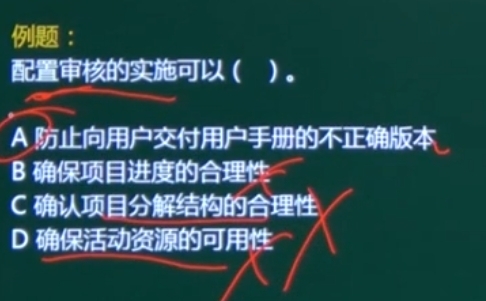 例题：
配置审核的实施可以（ ）。
A 防止向用户交付用户手册的不正确版本
B 确保项目进度的合理性
C 确认项目分解结构的合理性
D 确保活动资源的可用性